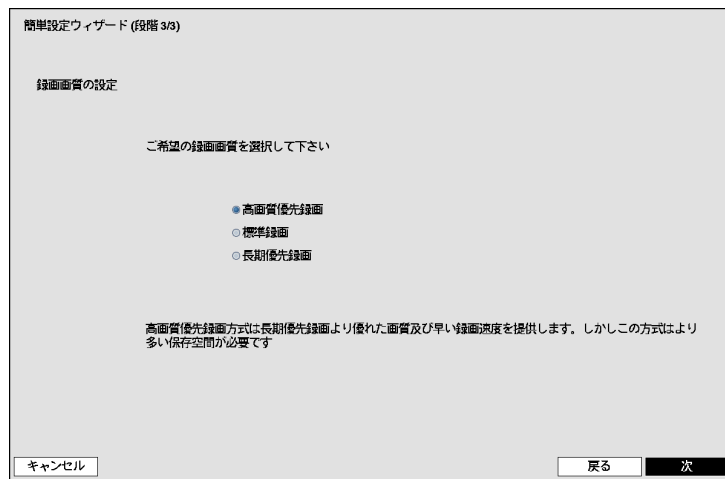 簡単設定ウィザード (段階 3/3)
録画画質の設定
ご希望の録画画質を選択して下さい
高画質優先録画
標準録画
長期優先録画
高画質優先録画方式は長期優先録画より優れた画質及び早い録画速度を提供します。しかしこの方式はより
多い保存空間が必要です
キャンセル
戻る
次